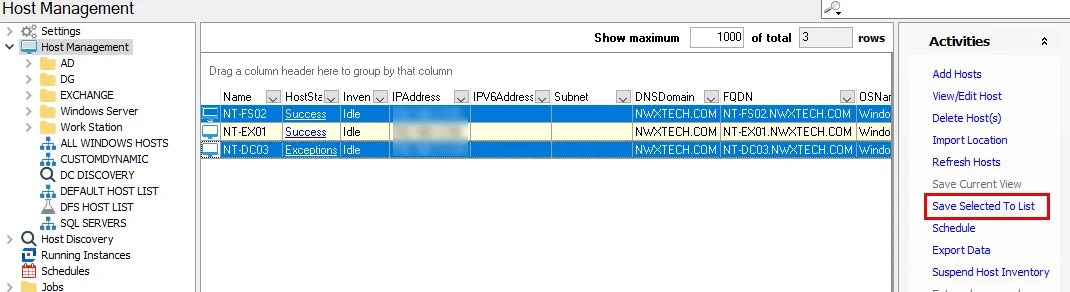 Host Management
Settings
Host Management
AD
DG
EXCHANGE
Windows Server
Work Station
ALL WINDOWS HOSTS
CUSTOMDYNAMIC
DC DISCOVERY
DEFAULT HOST LIST
DFS HOST LIST
SQL SERVERS
Host Discovery
Running Instances
Schedules
Jobs
Show maximum 1000 of total 3 rows
Drag a column header here to group by that column
Name HostSta Inven IPAddress IPV6Address Subnet DNSDomain FQDN OSNam
NT-FS02 Success Idle NWXTECH.COM NT-FS02.NWXTECH.COM Windo
NT-EX01 Success Idle NWXTECH.COM NT-EX01.NWXTECH.COM Windo
NT-DC03 Exceptions Idle NWXTECH.COM NT-DC03.NWXTECH.COM Windo
Activities
Add Hosts
View/Edit Host
Delete Host(s)
Import Location
Refresh Hosts
Save Current View
Save Selected To List
Schedule
Export Data
Suspend Host Inventory